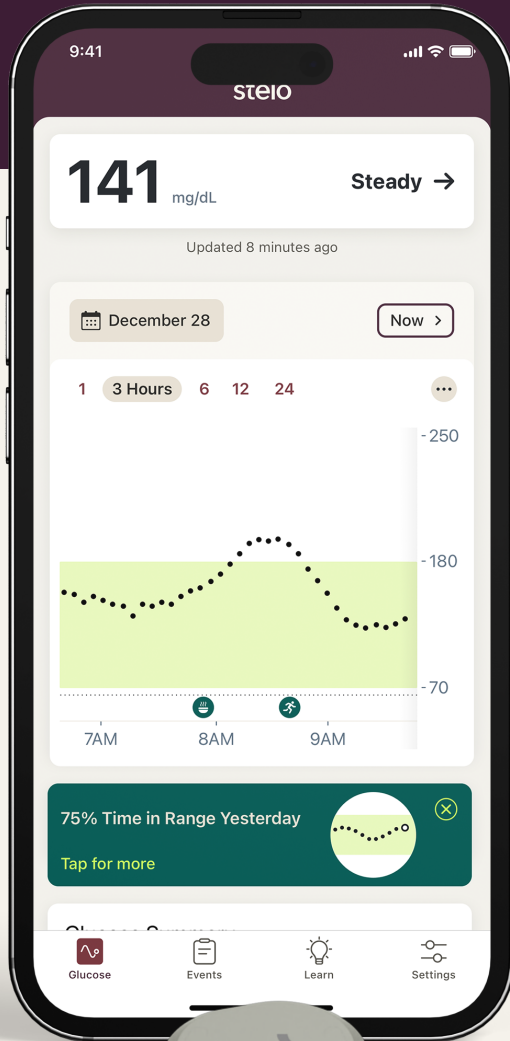 9:41
stelo
141 mg/dL Steady
Updated 8 minutes ago
December 28 Now
1 3 Hours 6 12 24
250
180
70
7AM 8AM 9AM
75% Time in Range Yesterday
Tap for more
Glucose Summary
Glucose Events Learn Settings